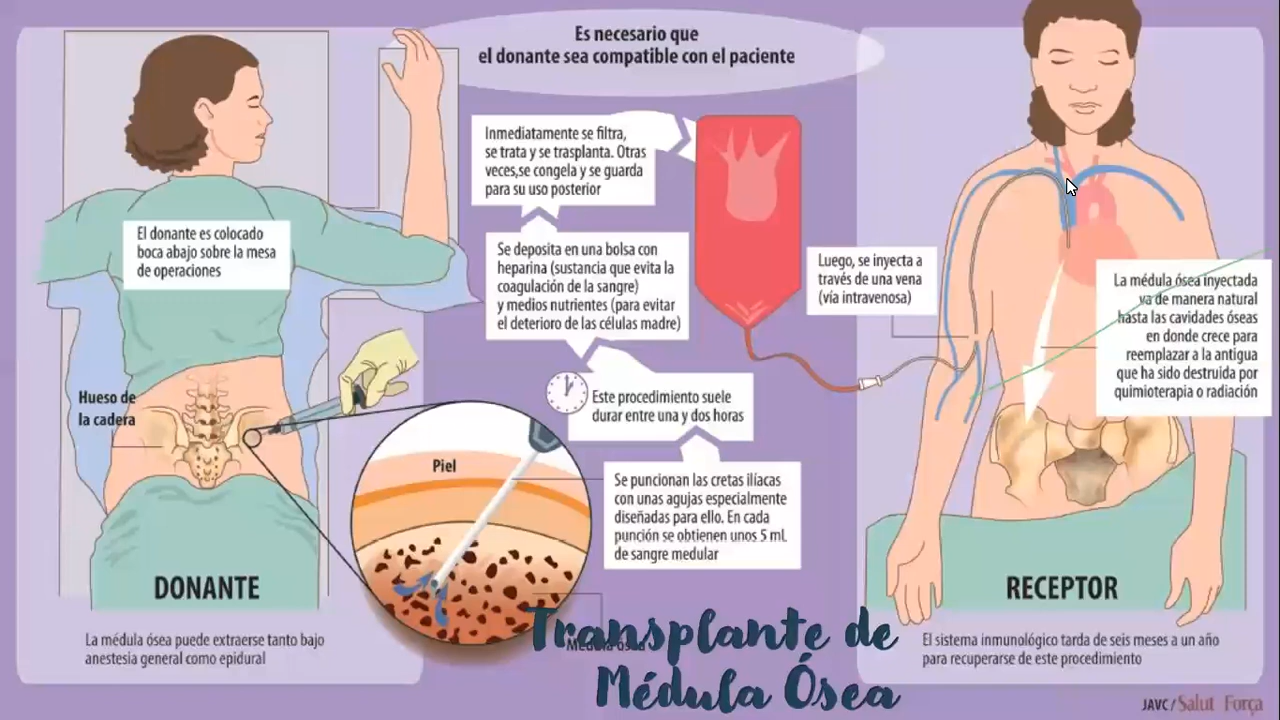 Es necesario que
el donante sea compatible con el paciente
El donante es colocado
boca abajo sobre la mesa
de operaciones
Hueso de
la cadera
DONANTE
La médula ósea puede extraerse tanto bajo
anestesia general como epidural
Inmediatamente se filtra,
se trata y se trasplanta. Otras
veces,se congela y se guarda
para su uso posterior
Se deposita en una bolsa con
heparina (sustancia que evita la
coagulación de la sangre)
y medios nutrientes (para evitar
el deterioro de las células madre)
Este procedimiento suele
durar entre una y dos horas
Se puncionan las cretas ilíacas
con unas agujas especialmente
diseñadas para ello. En cada
punción se obtienen unos 5 ml.
de sangre medular
Piel
Médula ósea
Transplante de
Médula Ósea
Luego, se inyecta a
través de una vena
(vía intravenosa)
La médula ósea inyectada
va de manera natural
hasta las cavidades óseas
en donde crece para
reemplazar a la antigua
que ha sido destruida por
quimioterapia o radiación
RECEPTOR
El sistema inmunológico tarda de seis meses a un año
para recuperarse de este procedimiento
JAVC/Salut Força